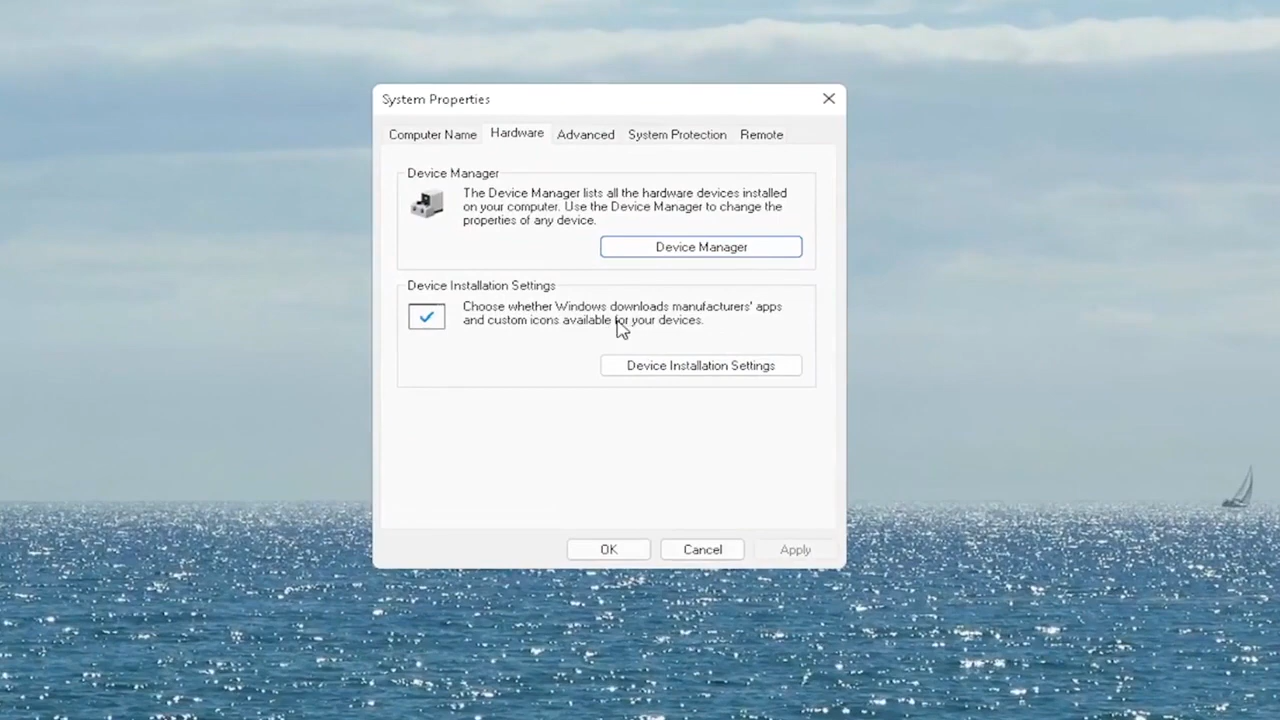 System Properties
Computer Name Hardware Advanced System Protection Remote
Device Manager
The Device Manager lists all the hardware devices installed
on your computer. Use the Device Manager to change the
properties of any device.
Device Manager
Device Installation Settings
Choose whether Windows downloads manufacturers' apps
and custom icons available for your devices.
Device Installation Settings
OK Cancel Apply